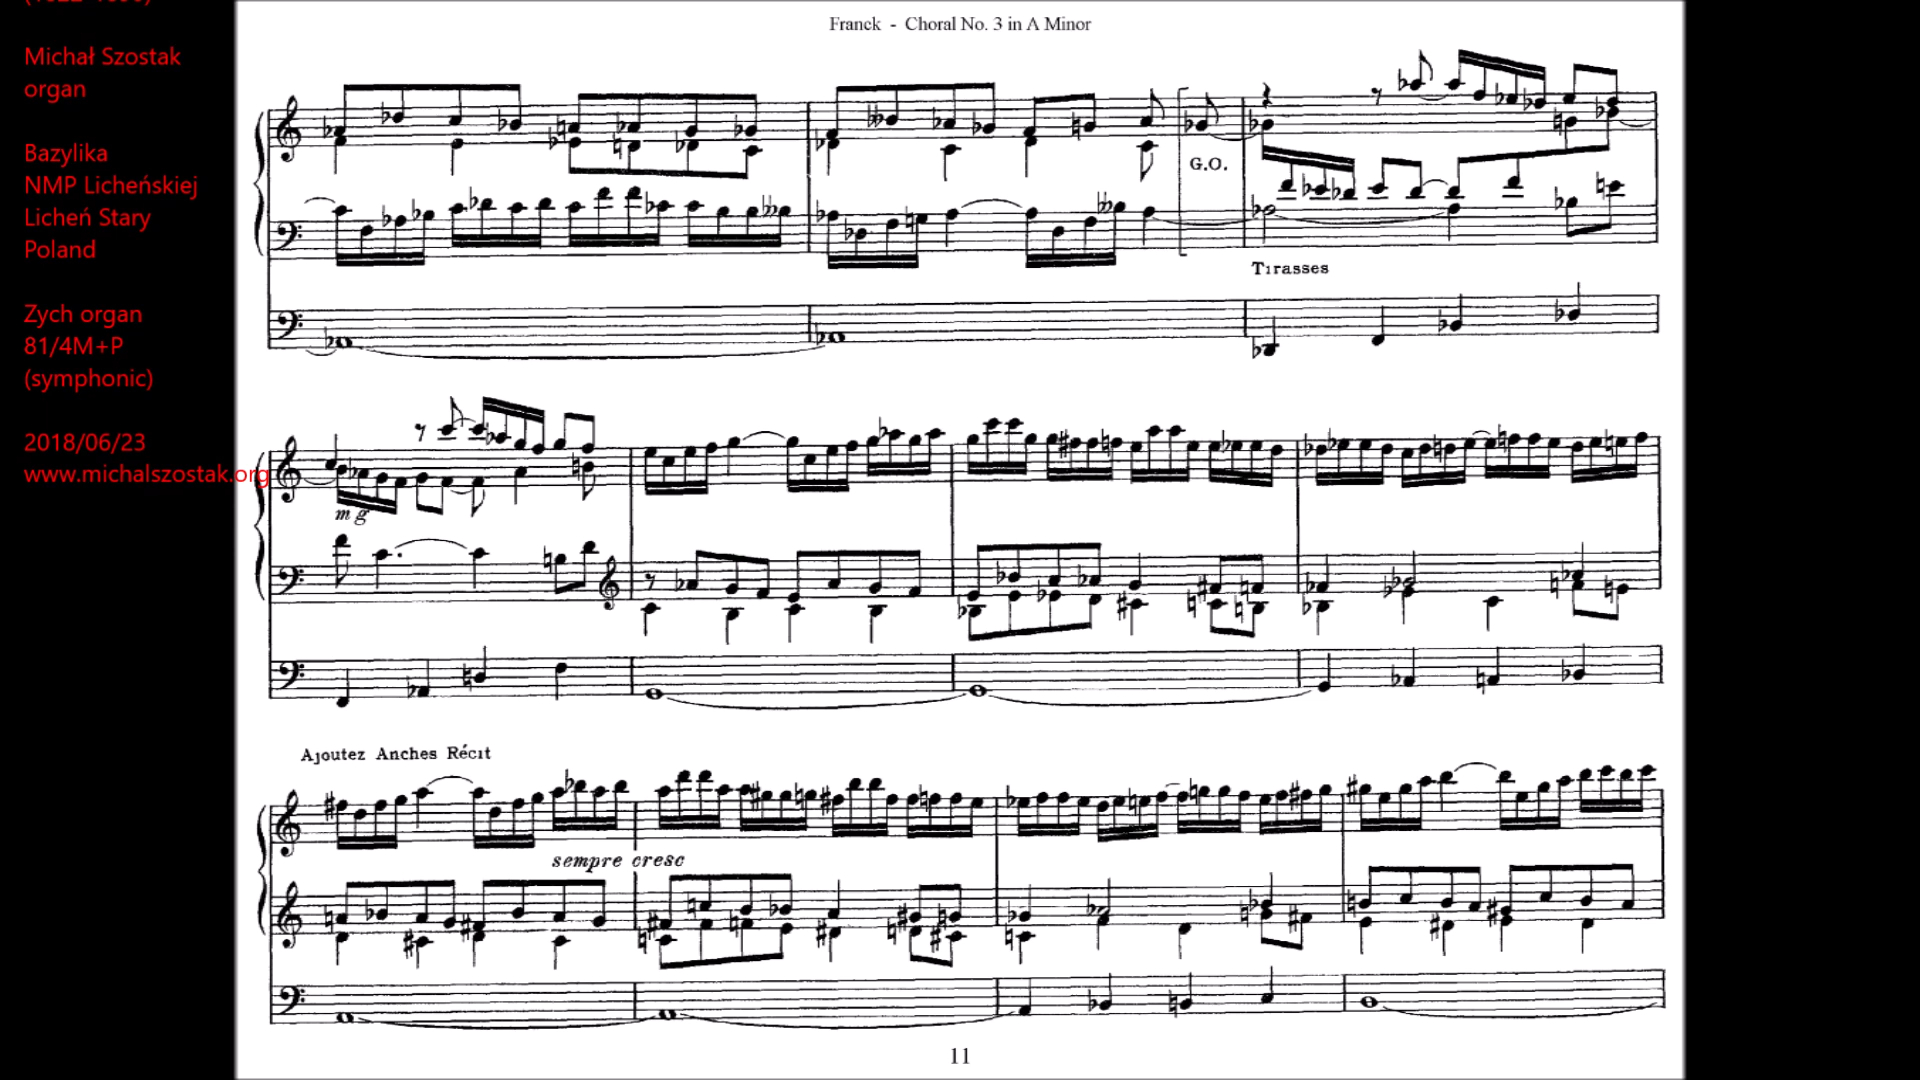 Michał Szostak
organ
Bazylika
NMP Licheńskiej
Licheń Stary
Poland
Zych organ
81/4M+P
(symphonic)
2018/06/23
www.michalszostak.org
Franck - Choral No. 3 in A Minor
G.O.
Tirasses
m g
Ajoutez Anches Récit
sempre cresc
11